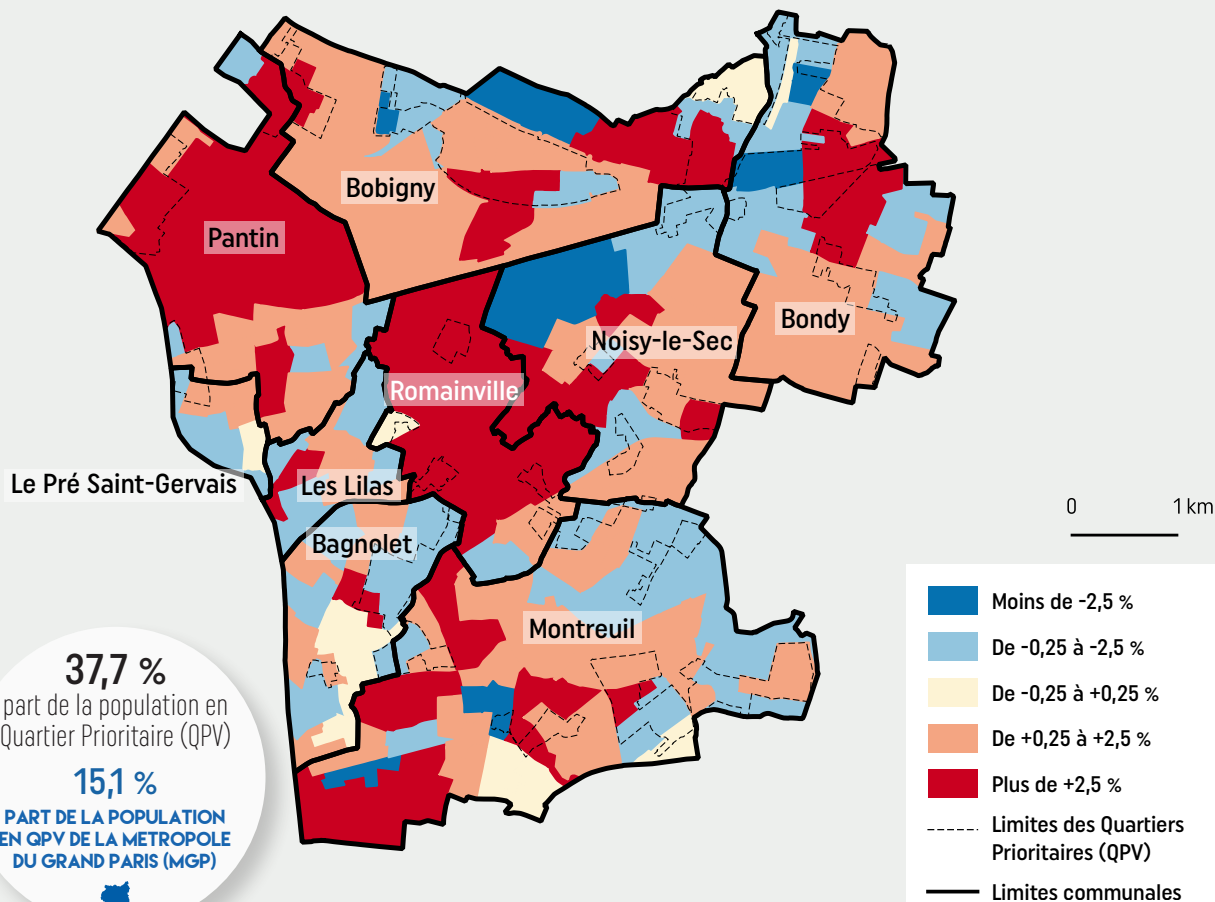 Bobigny
Pantin
Bondy
Noisy-le-Sec
Romainville
Le Pré Saint-Gervais
Les Lilas
Bagnolet
Montreuil
0 1 km
Moins de -2,5 %
De -0,25 à -2,5 %
De -0,25 à +0,25 %
De +0,25 à +2,5 %
Plus de +2,5 %
Limites des Quartiers
Prioritaires (QPV)
Limites communales
37,7 %
part de la population en
Quartier Prioritaire (QPV)
15,1 %
PART DE LA POPULATION
EN QPV DE LA METROPOLE
DU GRAND PARIS (MGP)